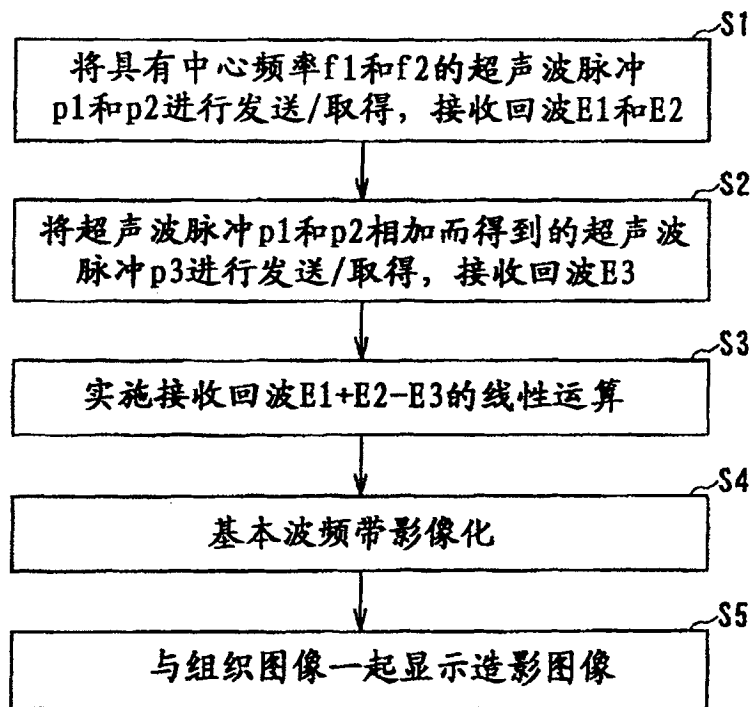 S1
将具有中心频率f1和f2的超声波脉冲
p1和p2进行发送/取得, 接收回波E1和E2
S2
将超声波脉冲p1和p2相加而得到的超声波
脉冲p3进行发送/取得, 接收回波E3
S3
实施接收回波E1+E2-E3的线性运算
S4
基本波频带影像化
S5
与组织图像一起显示造影图像